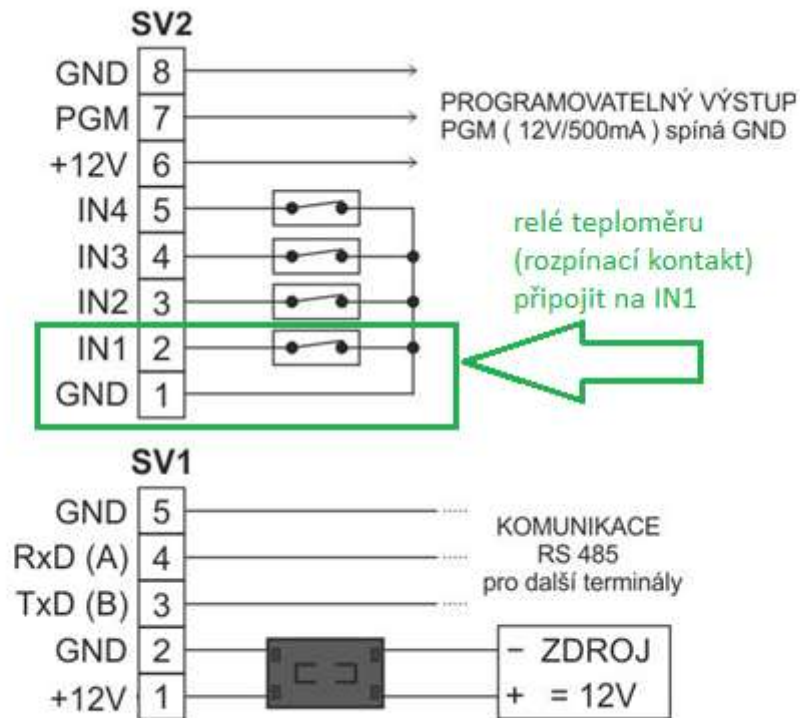 SV2
GND 8
PGM 7
+12V 6
IN4 5
IN3 4
IN2 3
IN1 2
GND 1
PROGRAMOVATELNÝ VÝSTUP
PGM ( 12V/500mA ) spíná GND
relé teploměru
(rozpínací kontakt)
připojit na IN1
SV1
GND 5
RxD (A) 4
TxD (B) 3
GND 2
+12V 1
KOMUNIKACE
RS 485
pro další terminály
− ZDROJ
+ = 12V